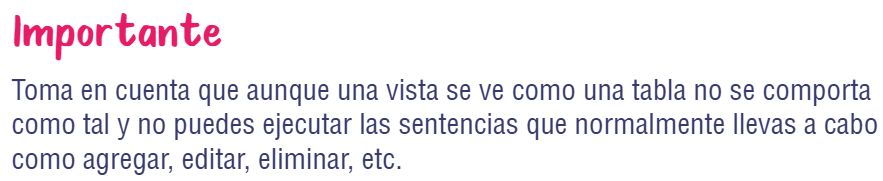 Importante
Toma en cuenta que aunque una vista se ve como una tabla no se comporta
como tal y no puedes ejecutar las sentencias que normalmente llevas a cabo
como agregar, editar, eliminar, etc.